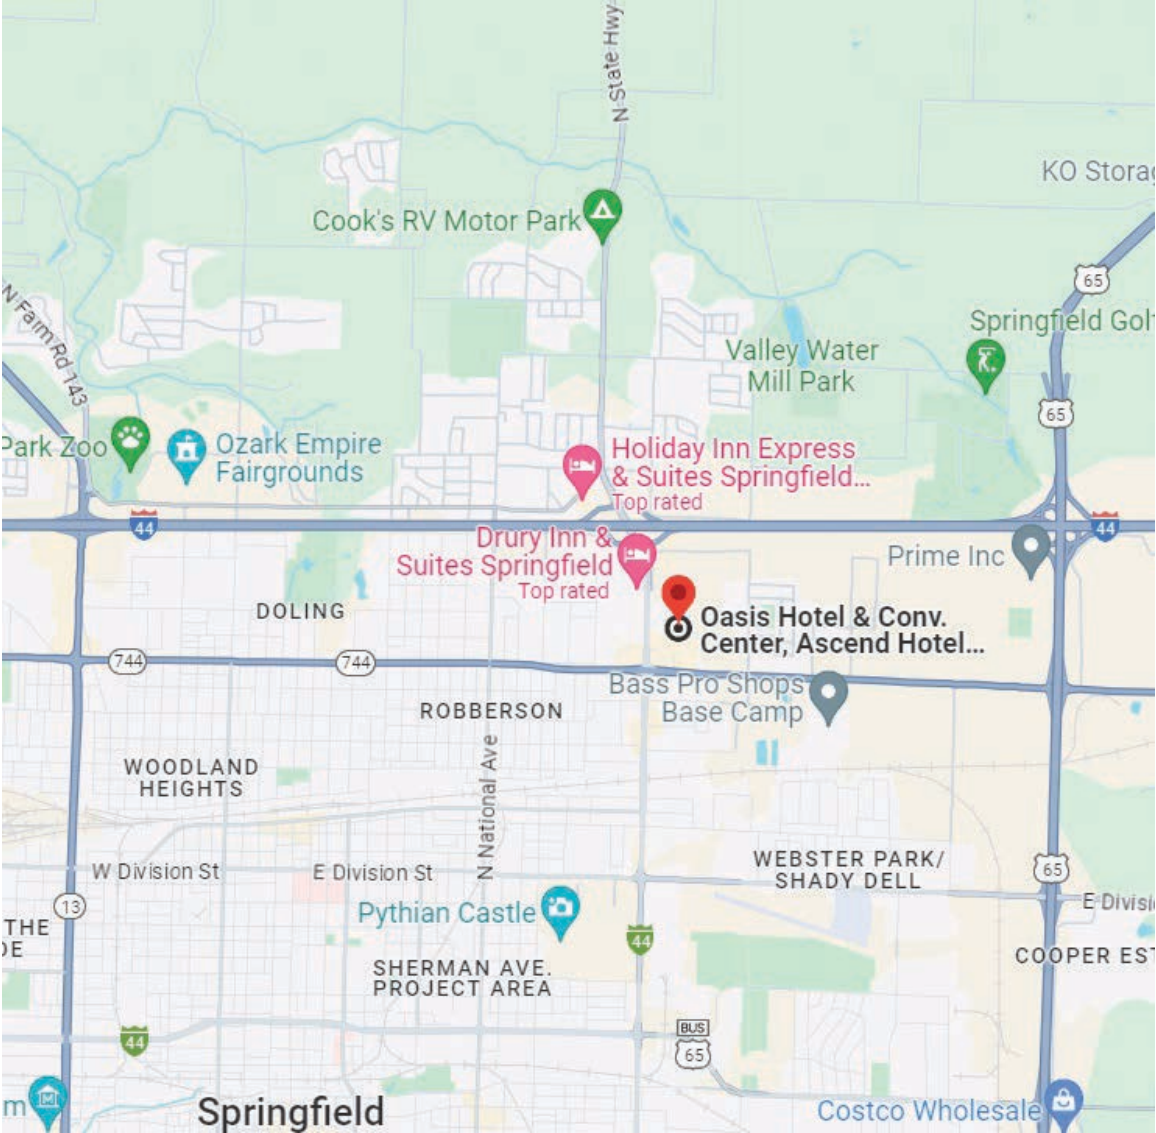 N State Hwy
KO Storag
Cook's RV Motor Park
65
N Farm Rd 143
Springfield Golf
Valley Water
Mill Park
65
Park Zoo
Ozark Empire
Fairgrounds
Holiday Inn Express
& Suites Springfield...
Top rated
44
44
Drury Inn &
Suites Springfield
Top rated
Prime Inc
DOLING
Oasis Hotel & Conv.
Center, Ascend Hotel...
744
744
Bass Pro Shops
Base Camp
ROBBERSON
WOODLAND
HEIGHTS
N National Ave
W Division St
E Division St
WEBSTER PARK/
SHADY DELL
65
13
E Divisi
Pythian Castle
THE
DE
44
COOPER EST
SHERMAN AVE.
PROJECT AREA
44
BUS
65
m
Springfield
Costco Wholesale